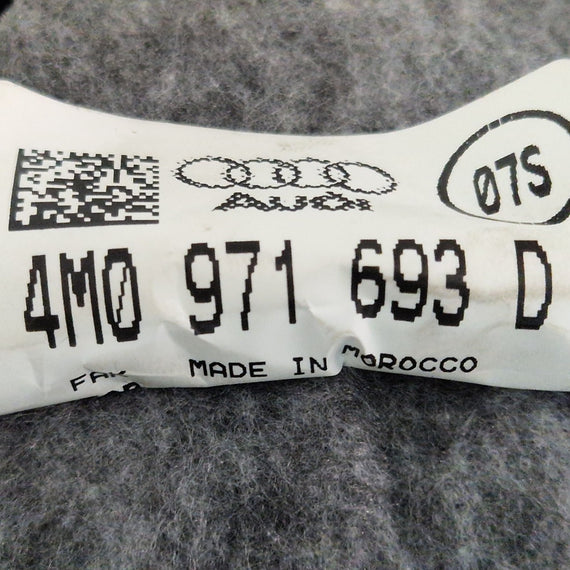 07S
AUDI
4M0 971 693 D
MADE IN MOROCCO